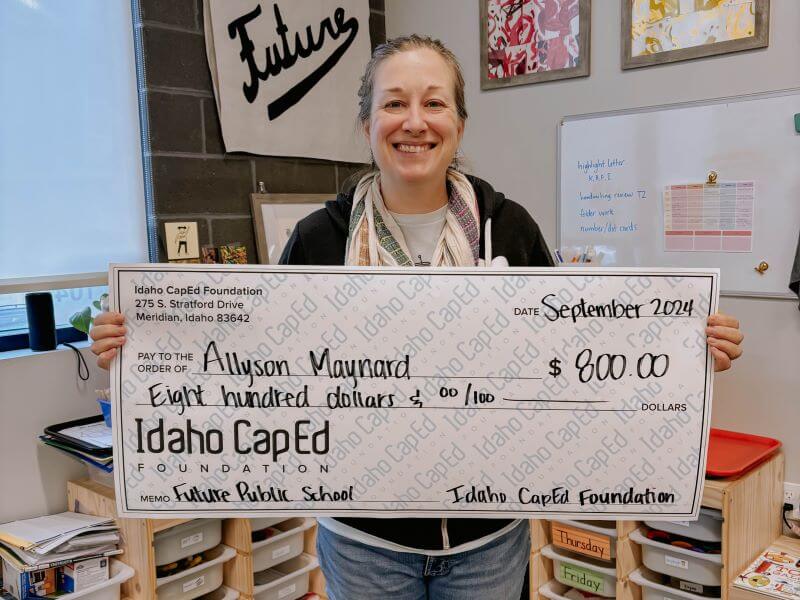 Future
highlight letter
K.B.P.I.
handwriting renew T2
folder work
number/dot cards
Idaho CapEd Foundation
275 S. Stratford Drive
Meridian, Idaho 83642
DATE September 2024
PAY TO THE
ORDER OF Allyson Maynard $ 800.00
Eight hundred dollars & 00/100 DOLLARS
Idaho CapEd
FOUNDATION
MEMO Future Public School Idaho CapEd Foundation
Thursday
Friday